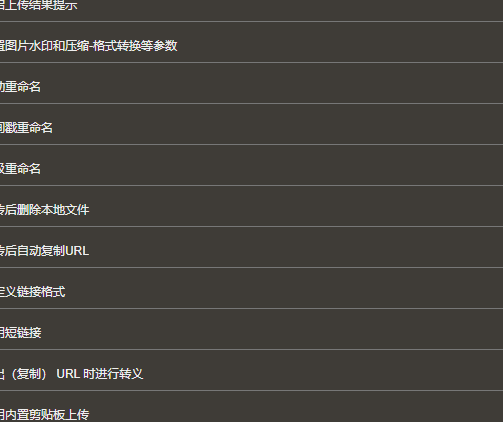 上传结果提示
置图片水印和压缩-格式转换等参数
动重命名
间戳重命名
级重命名
传后删除本地文件
传后自动复制URL
定义链接格式
用短链接
出（复制） URL 时进行转义
用内置剪贴板上传